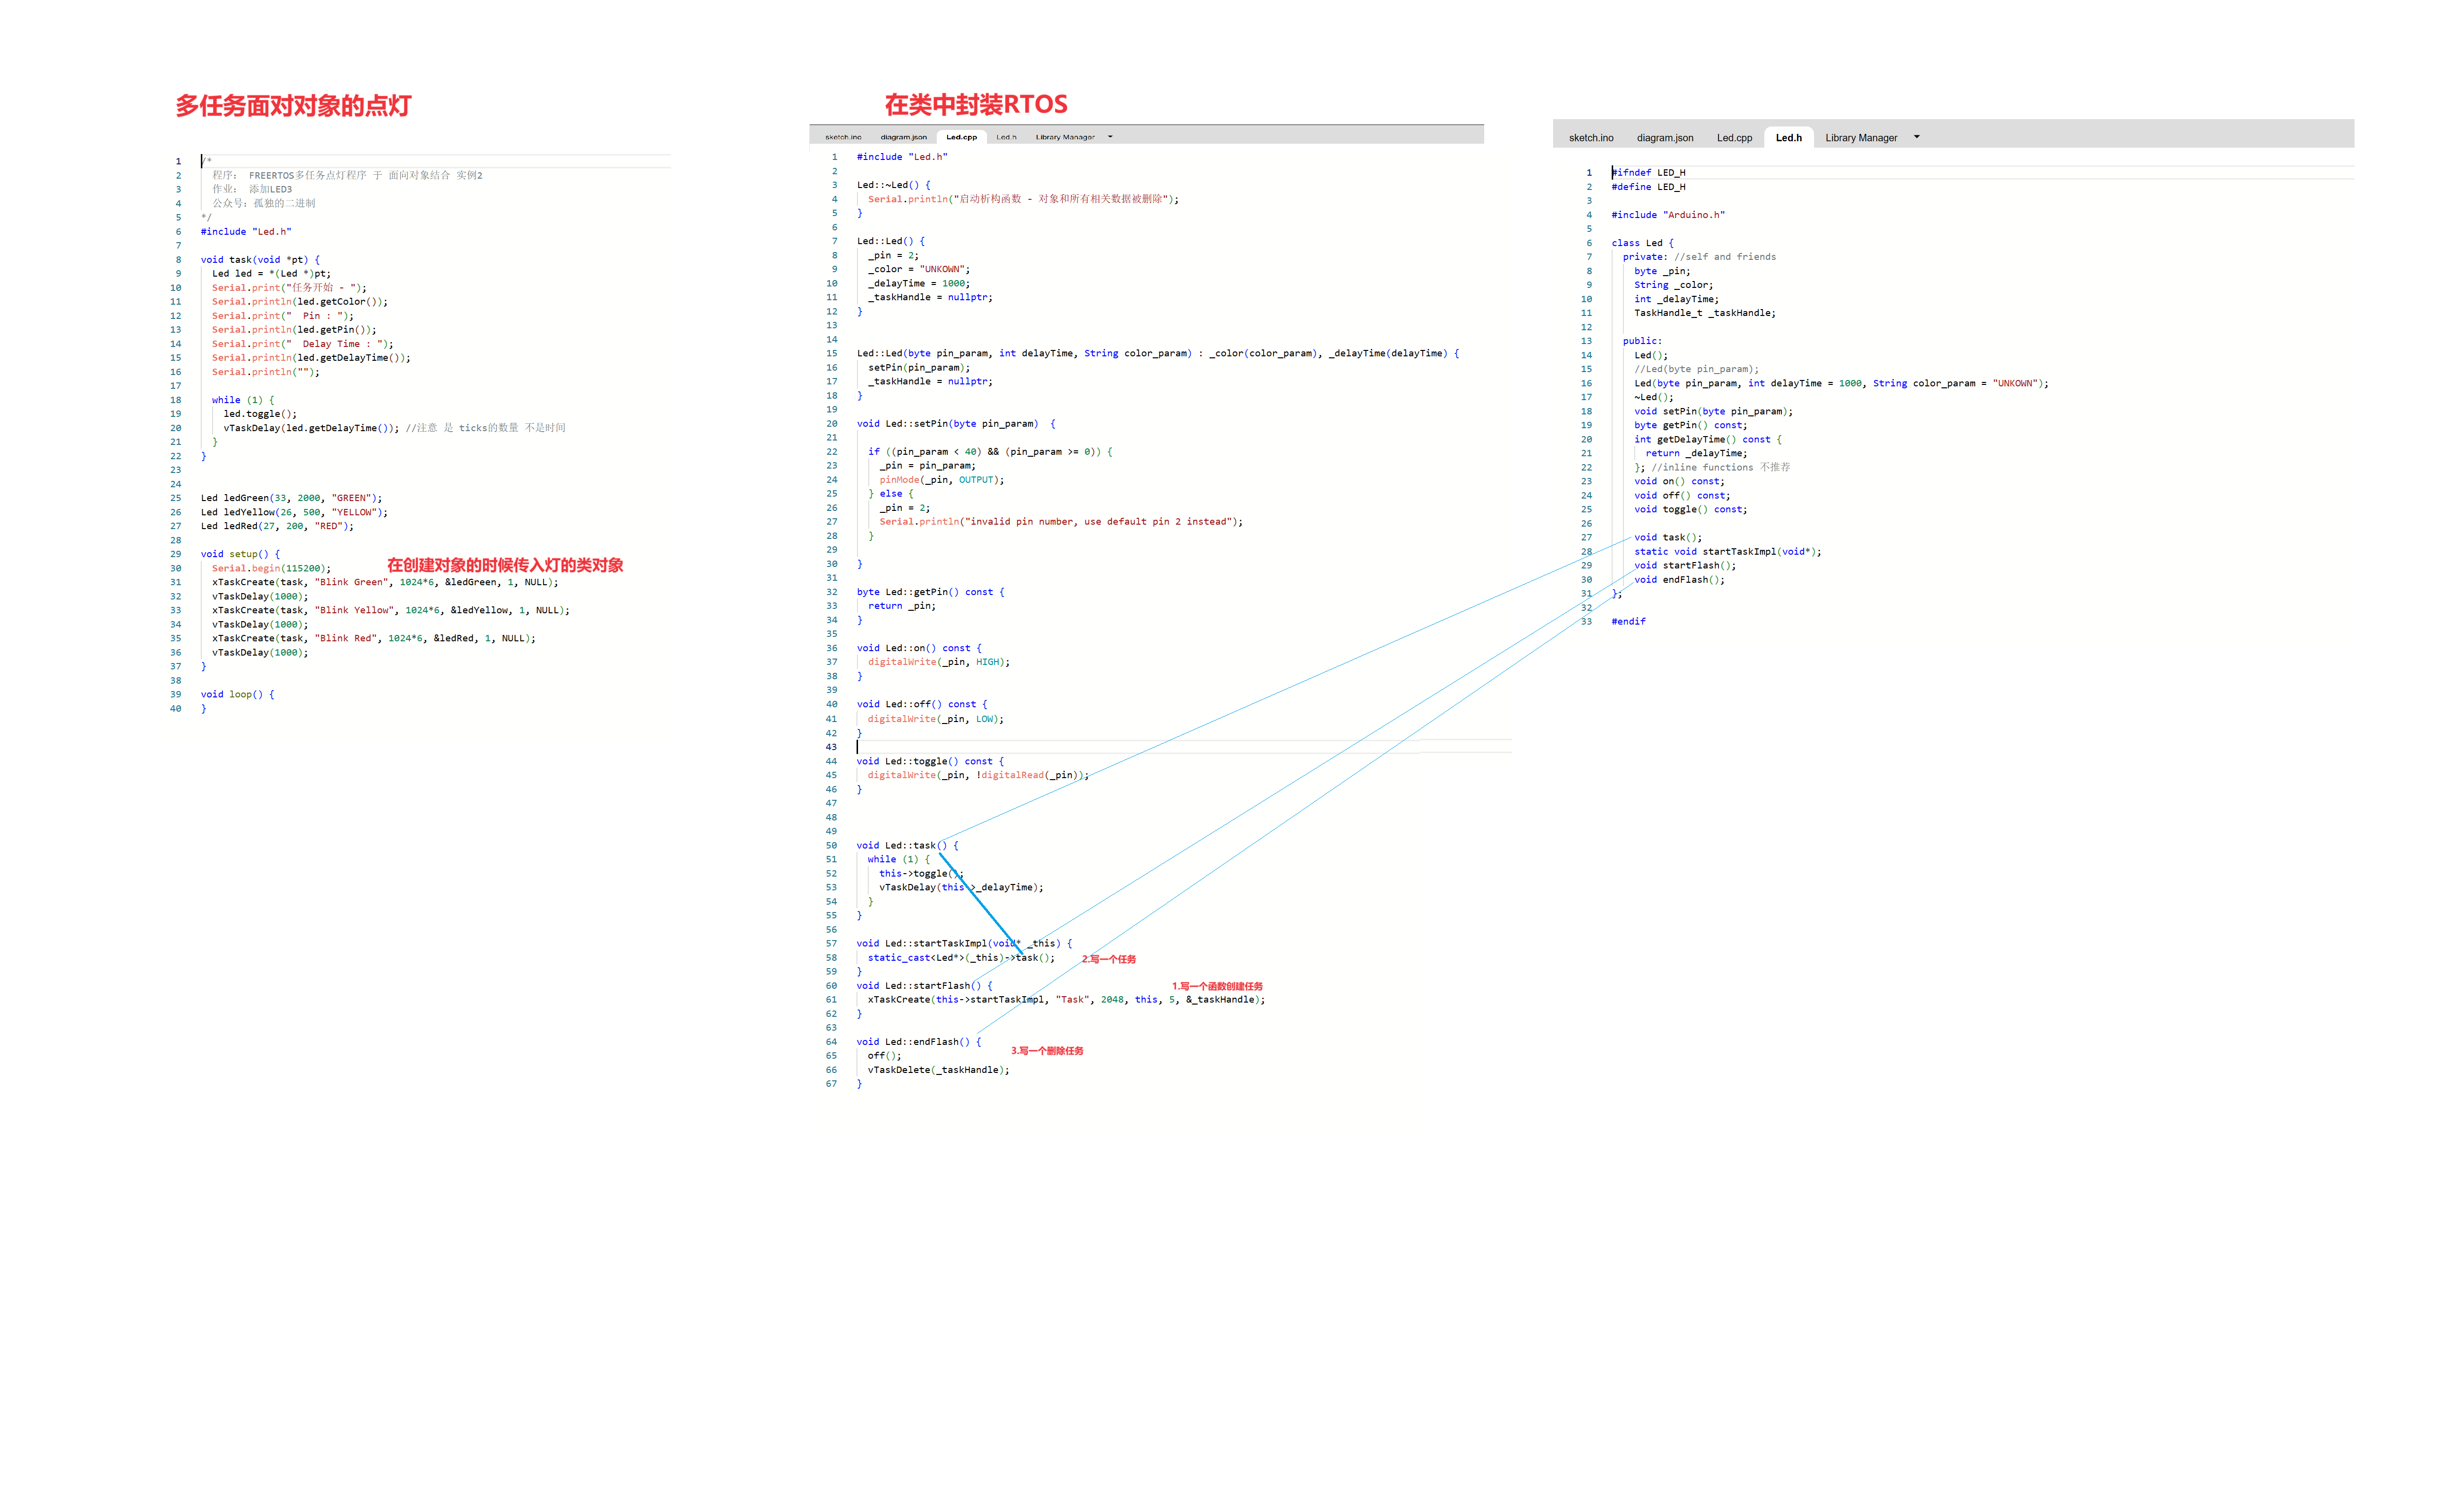 多任务面对对象的点灯
1 /*
2 程序： FREERTOS多任务点灯程序 于 面向对象结合 实例2
3 作业： 添加LED3
4 公众号：孤独的二进制
5 */
6 #include "Led.h"
7
8 void task(void *pt) {
9 Led led = *(Led *)pt;
10 Serial.print("任务开始 - ");
11 Serial.println(led.getColor());
12 Serial.print("  Pin : ");
13 Serial.println(led.getPin());
14 Serial.print("  Delay Time : ");
15 Serial.println(led.getDelayTime());
16 Serial.println("");
17
18 while (1) {
19 led.toggle();
20 vTaskDelay(led.getDelayTime()); //注意 是 ticks的数量 不是时间
21 }
22 }
23
24
25 Led ledGreen(33, 2000, "GREEN");
26 Led ledYellow(26, 500, "YELLOW");
27 Led ledRed(27, 200, "RED");
28
29 void setup() {
在创建对象的时候传入灯的类对象
30 Serial.begin(115200);
31 xTaskCreate(task, "Blink Green", 1024*6, &ledGreen, 1, NULL);
32 vTaskDelay(1000);
33 xTaskCreate(task, "Blink Yellow", 1024*6, &ledYellow, 1, NULL);
34 vTaskDelay(1000);
35 xTaskCreate(task, "Blink Red", 1024*6, &ledRed, 1, NULL);
36 vTaskDelay(1000);
37 }
38
39 void loop() {
40 }
在类中封装RTOS
sketch.ino diagram.json Led.cpp Led.h Library Manager
1 #include "Led.h"
2
3 Led::~Led() {
4 Serial.println("启动析构函数 - 对象和所有相关数据被删除");
5 }
6
7 Led::Led() {
8 _pin = 2;
9 _color = "UNKOWN";
10 _delayTime = 1000;
11 _taskHandle = nullptr;
12 }
13
14
15 Led::Led(byte pin_param, int delayTime, String color_param) : _color(color_param), _delayTime(delayTime) {
16 setPin(pin_param);
17 _taskHandle = nullptr;
18 }
19
20 void Led::setPin(byte pin_param)  {
21
22 if ((pin_param < 40) && (pin_param >= 0)) {
23 _pin = pin_param;
24 pinMode(_pin, OUTPUT);
25 } else {
26 _pin = 2;
27 Serial.println("invalid pin number, use default pin 2 instead");
28 }
29
30 }
31
32 byte Led::getPin() const {
33 return _pin;
34 }
35
36 void Led::on() const {
37 digitalWrite(_pin, HIGH);
38 }
39
40 void Led::off() const {
41 digitalWrite(_pin, LOW);
42 }
43
44 void Led::toggle() const {
45 digitalWrite(_pin, !digitalRead(_pin));
46 }
47
48
49
50 void Led::task() {
51 while (1) {
52 this->toggle();
53 vTaskDelay(this->_delayTime);
54 }
55 }
56
57 void Led::startTaskImpl(void* _this) {
58 static_cast<Led*>(_this)->task();
2.写一个任务
59 }
60 void Led::startFlash() {
1.写一个函数创建任务
61 xTaskCreate(this->startTaskImpl, "Task", 2048, this, 5, &_taskHandle);
62 }
63
64 void Led::endFlash() {
3.写一个删除任务
65 off();
66 vTaskDelete(_taskHandle);
67 }
sketch.ino diagram.json Led.cpp Led.h Library Manager
1 #ifndef LED_H
2 #define LED_H
3
4 #include "Arduino.h"
5
6 class Led {
7 private: //self and friends
8 byte _pin;
9 String _color;
10 int _delayTime;
11 TaskHandle_t _taskHandle;
12
13 public:
14 Led();
15 //Led(byte pin_param);
16 Led(byte pin_param, int delayTime = 1000, String color_param = "UNKOWN");
17 ~Led();
18 void setPin(byte pin_param);
19 byte getPin() const;
20 int getDelayTime() const {
21 return _delayTime;
22 }; //inline functions 不推荐
23 void on() const;
24 void off() const;
25 void toggle() const;
26
27 void task();
28 static void startTaskImpl(void*);
29 void startFlash();
30 void endFlash();
31 };
32
33 #endif